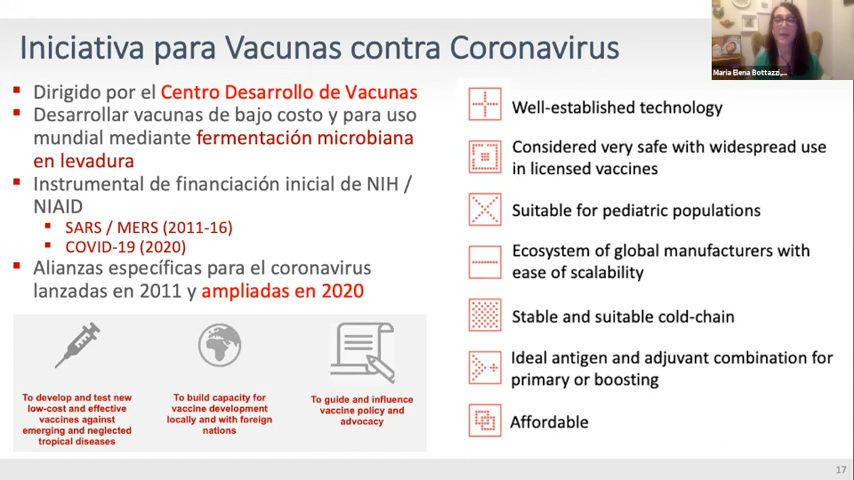 Iniciativa para Vacunas contra Coronavirus
Maria Elena Bottazzi,...
Dirigido por el Centro Desarrollo de Vacunas
Desarrollar vacunas de bajo costo y para uso
mundial mediante fermentación microbiana
en levadura
Instrumental de financiación inicial de NIH /
NIAID
SARS / MERS (2011-16)
COVID-19 (2020)
Alianzas específicas para el coronavirus
lanzadas en 2011 y ampliadas en 2020
To develop and test new
low-cost and effective
vaccines against
emerging and neglected
tropical diseases
To build capacity for
vaccine development
locally and with foreign
nations
To guide and influence
vaccine policy and
advocacy
Well-established technology
Considered very safe with widespread use
in licensed vaccines
Suitable for pediatric populations
Ecosystem of global manufacturers with
ease of scalability
Stable and suitable cold-chain
Ideal antigen and adjuvant combination for
primary or boosting
Affordable
17